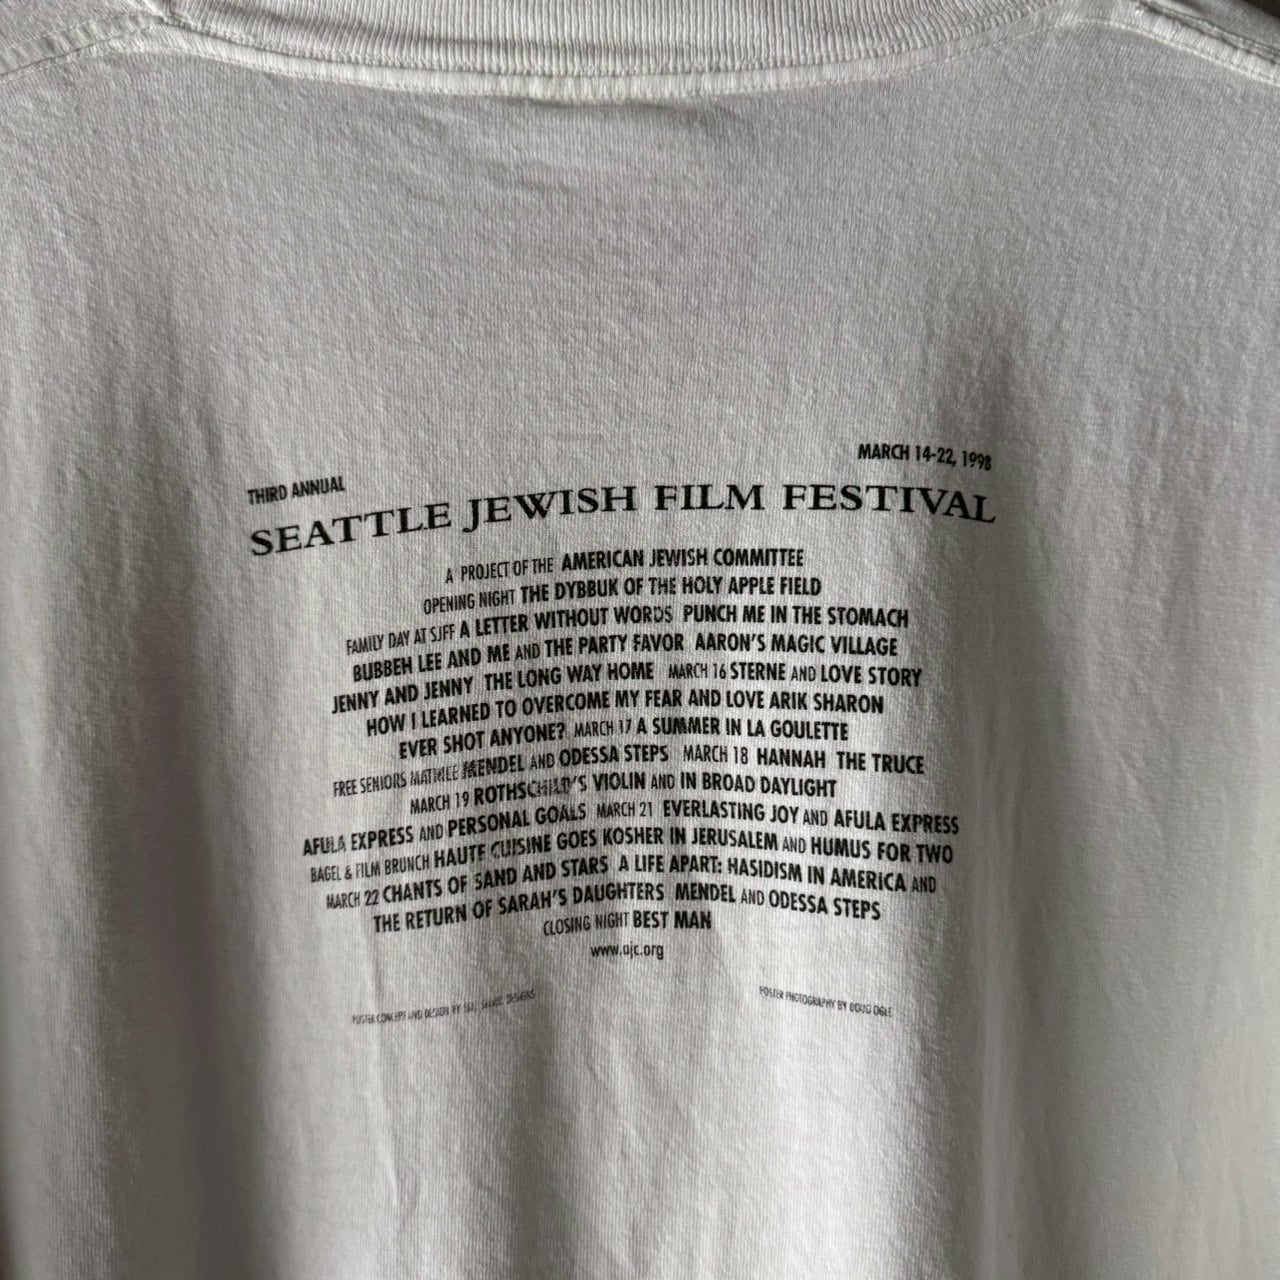 THIRD ANNUAL
MARCH 14-22, 1998
SEATTLE JEWISH FILM FESTIVAL
A PROJECT OF THE AMERICAN JEWISH COMMITTEE
OPENING NIGHT THE DYBBUK OF THE HOLY APPLE FIELD
FAMILY DAY AT SJFF A LETTER WITHOUT WORDS PUNCH ME IN THE STOMACH
BUBBEH LEE AND ME AND THE PARTY FAVOR AARON'S MAGIC VILLAGE
JENNY AND JENNY THE LONG WAY HOME MARCH 16 STERNE AND LOVE STORY
HOW I LEARNED TO OVERCOME MY FEAR AND LOVE ARIK SHARON
EVER SHOT ANYONE? MARCH 17 A SUMMER IN LA GOULETTE
FREE SENIORS MATINEE MENDEL AND ODESSA STEPS MARCH 18 HANNAH THE TRUCE
MARCH 19 ROTHSCHILD'S VIOLIN AND IN BROAD DAYLIGHT
AFULA EXPRESS AND PERSONAL GOALS MARCH 21 EVERLASTING JOY AND AFULA EXPRESS
BAGEL & FILM BRUNCH HAUTE CUISINE GOES KOSHER IN JERUSALEM AND HUMUS FOR TWO
MARCH 22 CHANTS OF SAND AND STARS A LIFE APART: HASIDISM IN AMERICA AND
THE RETURN OF SARAH'S DAUGHTERS MENDEL AND ODESSA STEPS
CLOSING NIGHT BEST MAN
www.ajc.org
POSTER CONCEPT AND DESIGN BY DESIGNS
POSTER PHOTOGRAPHY BY DOUG OGLE